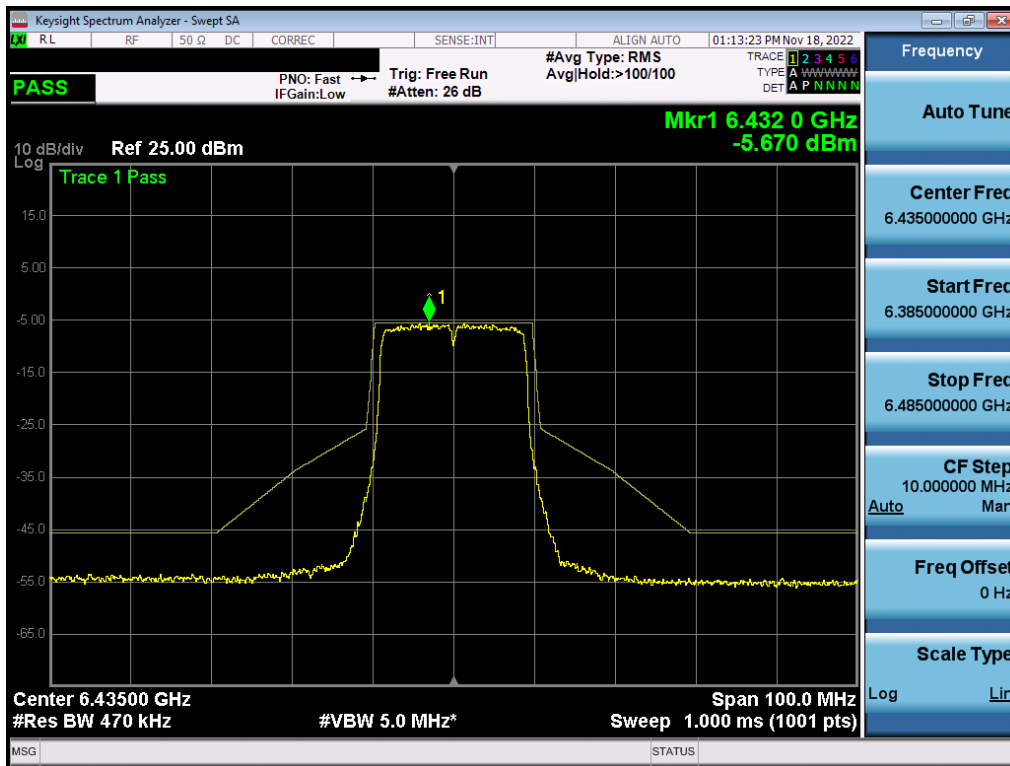 Keysight Spectrum Analyzer - Swept SA
LXI RL RF 50 Ω DC CORREC SENSE:INT ALIGN AUTO 01:13:23 PM Nov 18, 2022
PASS
PNO: Fast
IFGain:Low
Trig: Free Run
#Atten: 26 dB
#Avg Type: RMS
Avg|Hold:>100/100
TRACE 1 2 3 4 5 6
TYPE A WWWWW
DET A P N N N N
Mkr1 6.432 0 GHz
-5.670 dBm
10 dB/div Ref 25.00 dBm
Log
Trace 1 Pass
1
15.0
5.00
-5.00
-15.0
-25.0
-35.0
-45.0
-55.0
-65.0
Center 6.43500 GHz Span 100.0 MHz
#Res BW 470 kHz #VBW 5.0 MHz* Sweep 1.000 ms (1001 pts)
MSG STATUS
Frequency
Auto Tune
Center Freq
6.435000000 GHz
Start Freq
6.385000000 GHz
Stop Freq
6.485000000 GHz
CF Step
10.000000 MHz
Auto Man
Freq Offset
0 Hz
Scale Type
Log Lin